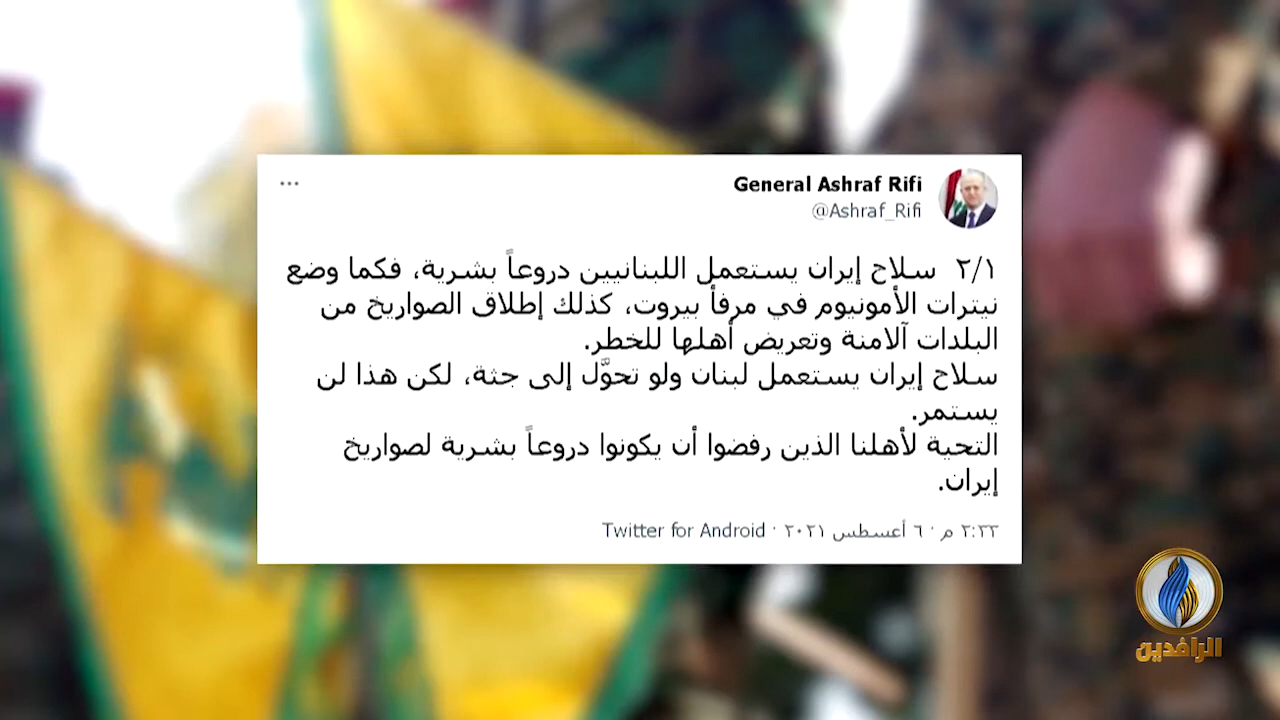 General Ashraf Rifi
@Ashraf_Rifi
٢/١ سلاح إيران يستعمل اللبنانيين دروعاً بشرية، فكما وضع
نيترات الأمونيوم في مرفأ بيروت، كذلك إطلاق الصواريخ من
البلدات آلامنة وتعريض أهلها للخطر.
سلاح إيران يستعمل لبنان ولو تحوَّل إلى جثة، لكن هذا لن
يستمر.
التحية لأهلنا الذين رفضوا أن يكونوا دروعاً بشرية لصواريخ
إيران.
٢:٢٣ م · ٦ أغسطس ٢٠٢١ · Twitter for Android
الرافدين